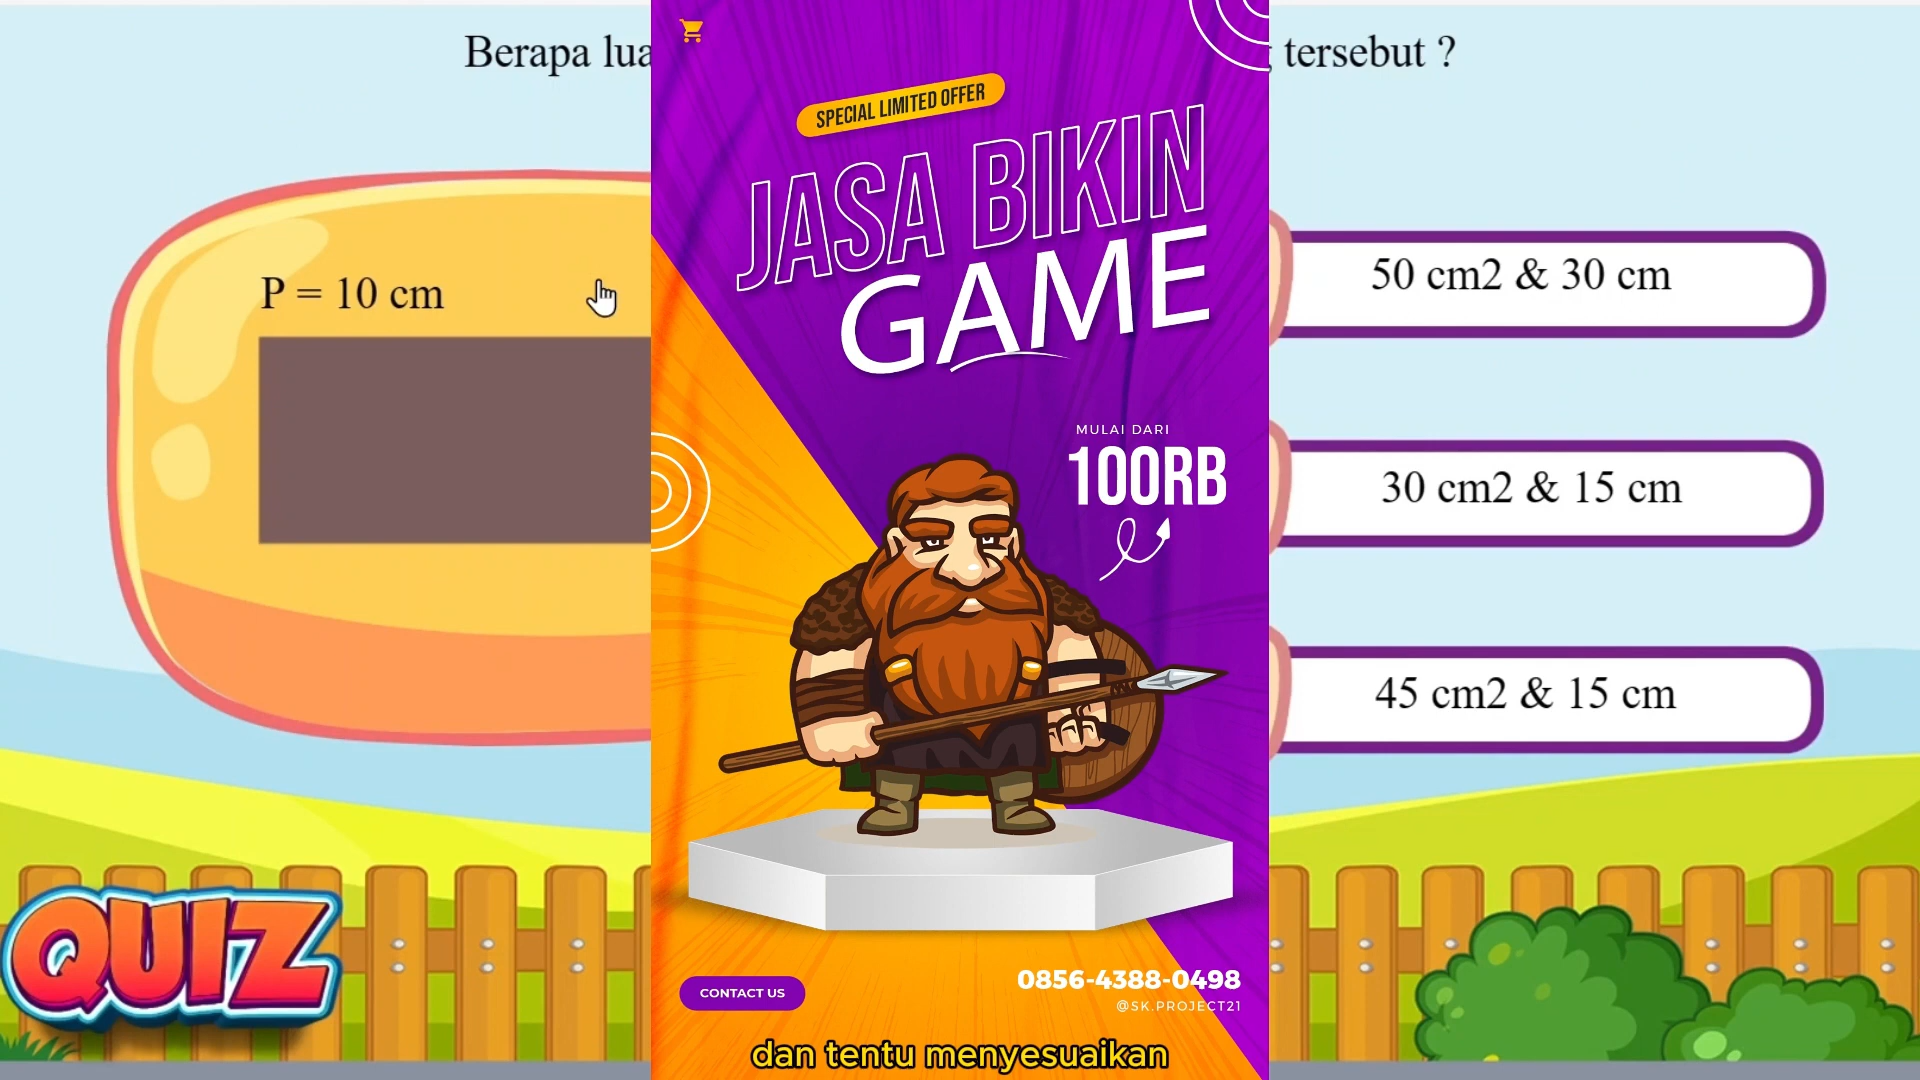 Berapa lua
tersebut ?
SPECIAL LIMITED OFFER
JASA BIKIN
GAME
P = 10 cm
50 cm2 & 30 cm
MULAI DARI
100RB
30 cm2 & 15 cm
45 cm2 & 15 cm
QUIZ
CONTACT US
0856-4388-0498
@SK.PROJECT21
dan tentu menyesuaikan